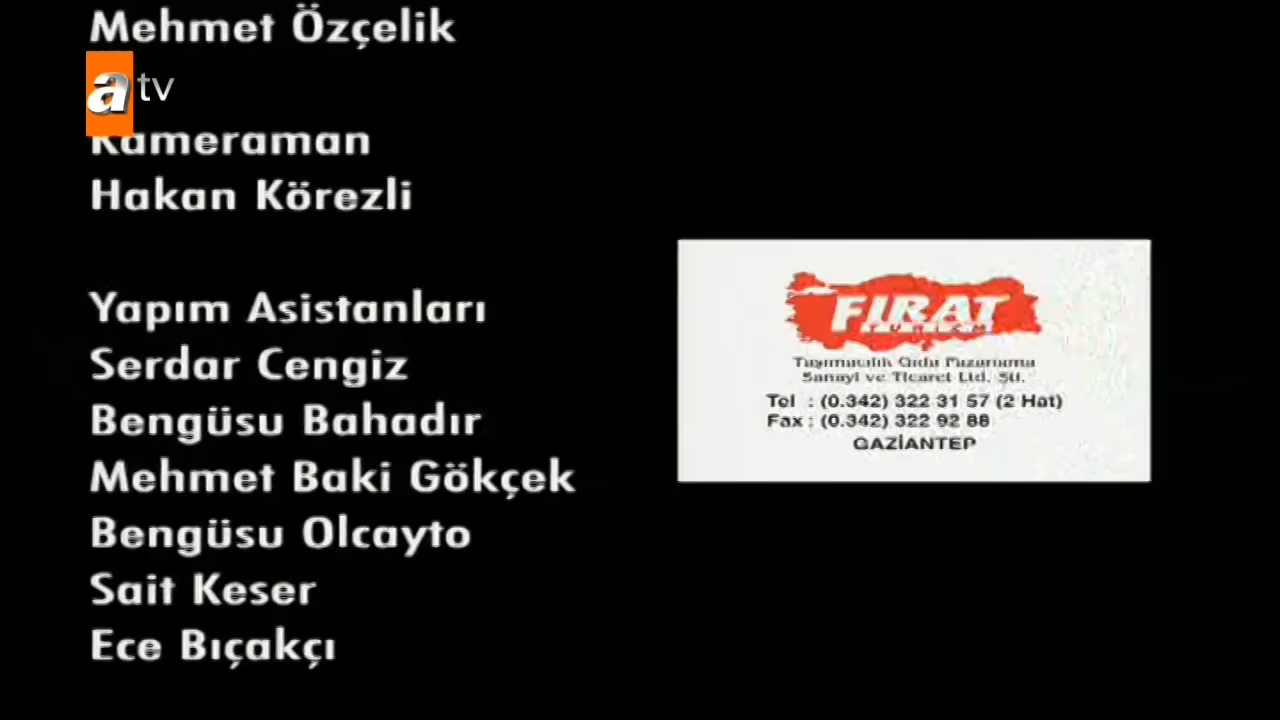 Mehmet Özçelik
atv
Kameraman
Hakan Körezli
Yapım Asistanları
Serdar Cengiz
Bengüsu Bahadır
Mehmet Baki Gökçek
Bengüsu Olcayto
Sait Keser
Ece Bıçakçı
FIRAT
TURİZM
Taşımacılık Gıda Pazarlama
Sanayi ve Ticaret Ltd. Şti.
Tel : (0.342) 322 31 57 (2 Hat)
Fax : (0.342) 322 92 88
GAZİANTEP